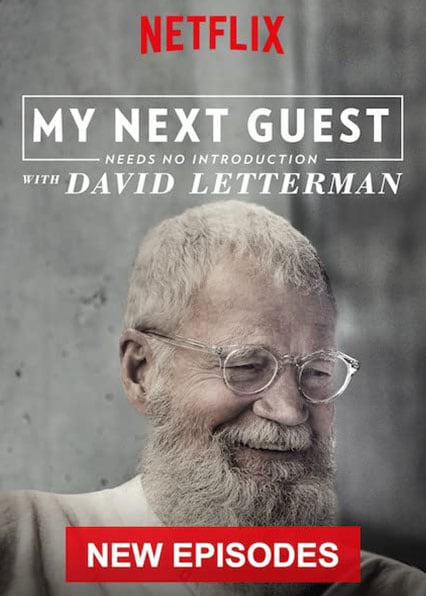 NETFLIX
MY NEXT GUEST
NEEDS NO INTRODUCTION
WITH DAVID LETTERMAN
NEW EPISODES